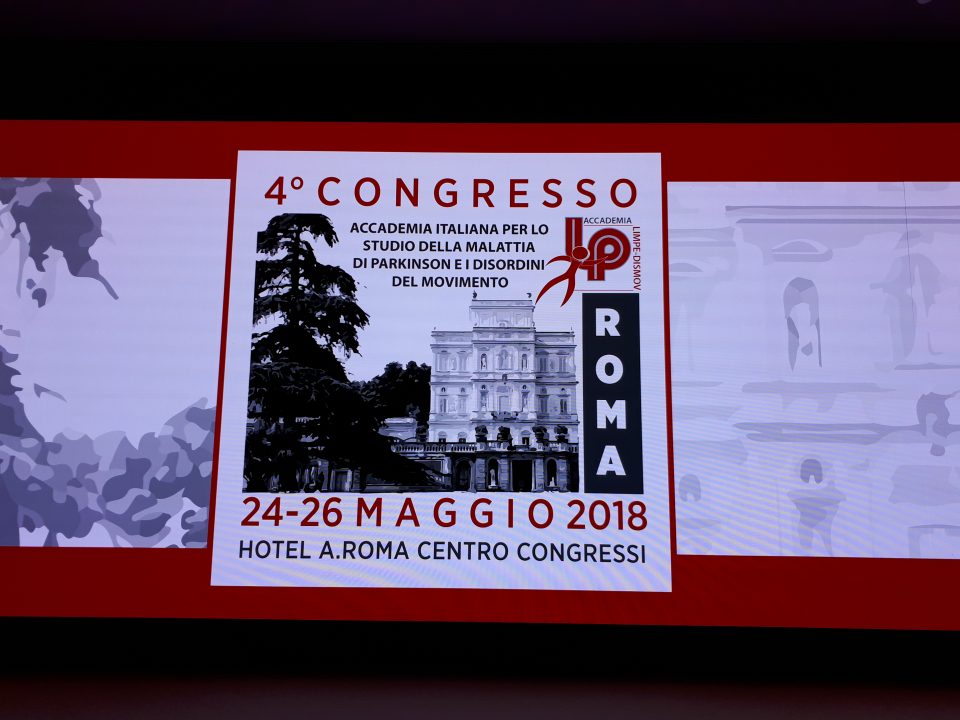 4° CONGRESSO
ACCADEMIA ITALIANA PER LO
STUDIO DELLA MALATTIA
DI PARKINSON E I DISORDINI
DEL MOVIMENTO
ACCADEMIA
LIMPE-DISMOV
ROMA
24-26 MAGGIO 2018
HOTEL A.ROMA CENTRO CONGRESSI